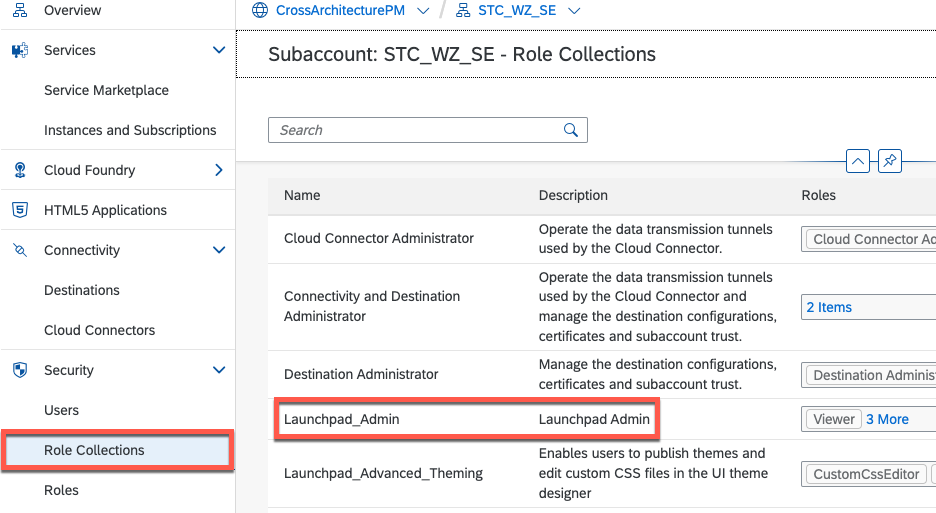 Overview
CrossArchitecturePM / STC_WZ_SE
Services
Subaccount: STC_WZ_SE - Role Collections
Service Marketplace
Instances and Subscriptions
Search
Cloud Foundry
HTML5 Applications
Connectivity
Destinations
Cloud Connectors
Security
Users
Role Collections
Roles
Name Description Roles
Cloud Connector Administrator
Operate the data transmission tunnels
used by the Cloud Connector.
Cloud Connector Ac
Connectivity and Destination
Administrator
Operate the data transmission tunnels
used by the Cloud Connector and
manage the destination configurations,
certificates and subaccount trust.
2 Items
Destination Administrator
Manage the destination configurations,
certificates and subaccount trust.
Destination Adminis
Launchpad_Admin Launchpad Admin Viewer 3 More
Launchpad_Advanced_Theming
Enables users to publish themes and
edit custom CSS files in the UI theme
designer
CustomCssEditor